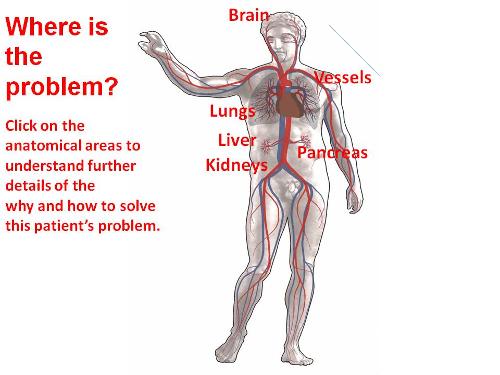 Where is
the
problem?
Click on the
anatomical areas to
understand further
details of the
why and how to solve
this patient's problem.
Brain
Vessels
Lungs
Liver
Pancreas
Kidneys